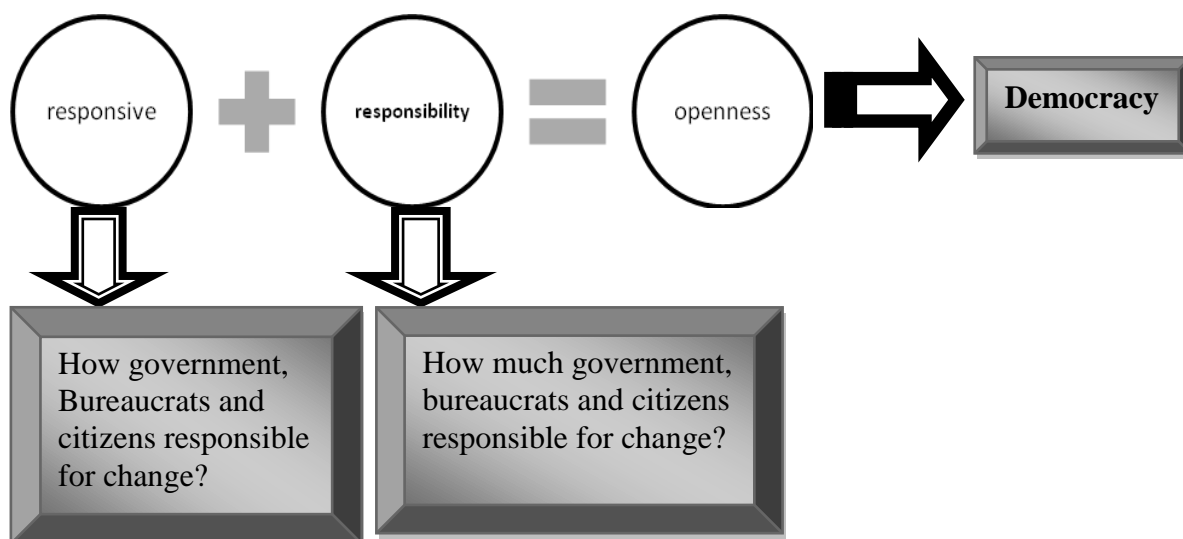 responsive
responsibility
openness
Democracy
How government,
Bureaucrats and
citizens responsible
for change?
How much government,
bureaucrats and citizens
responsible for change?